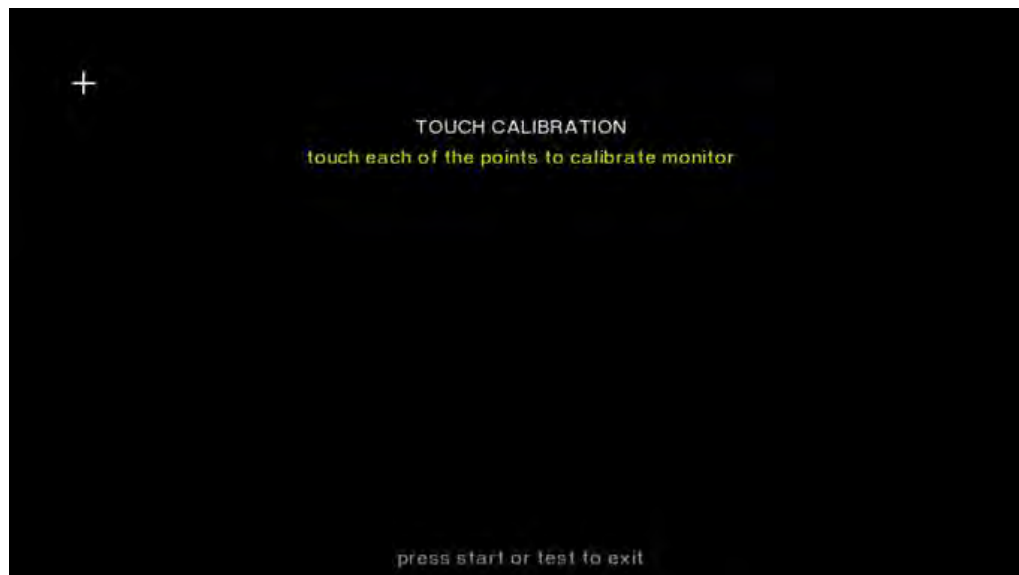 TOUCH CALIBRATION
touch each of the points to calibrate monitor
press start or test to exit